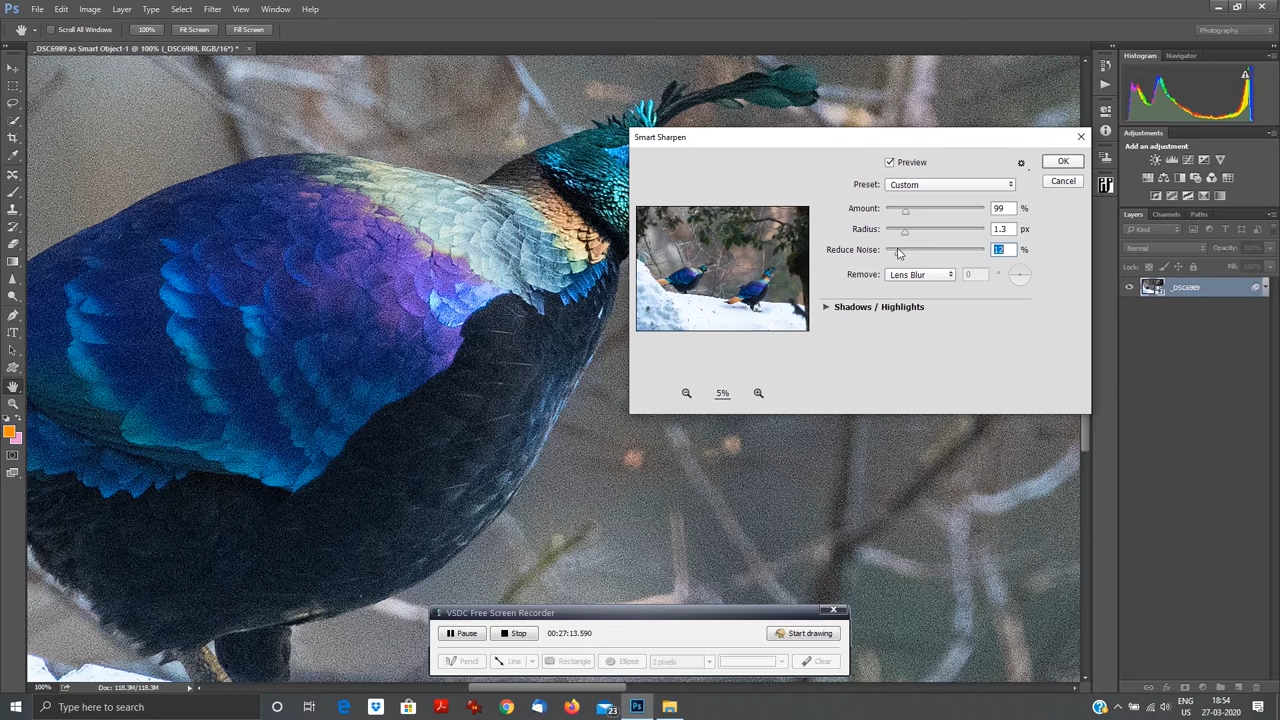 Ps File Edit Image Layer Type Select Filter View Window Help
Scroll All Windows 100% Fit Screen Fill Screen Photography
_DSC6989 as Smart Object-1 @ 100% (_DSC6989, RGB/16*) * ×
Histogram Navigator
Smart Sharpen
Adjustments
Add an adjustment
Preview OK
Preset: Custom Cancel
Amount: 99 %
Radius: 1.3 px
Reduce Noise: 12 %
Remove: Lens Blur 0 °
Shadows / Highlights
5%
Layers Channels Paths
Kind
Normal Opacity:
Lock: Fill:
_DSC6989
VSDC Free Screen Recorder
Pause Stop 00:27:13.590 Start drawing
Pencil Line Rectangle Ellipse 2 pixels Clear
100% Doc: 118.3M/118.3M
Type here to search
23
Ps
ENG
US
18:54
27-03-2020